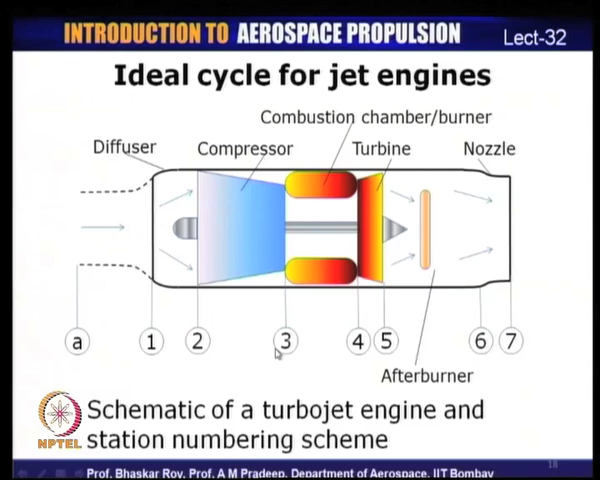 INTRODUCTION TO AEROSPACE PROPULSION
Lect-32
Ideal cycle for jet engines
Combustion chamber/burner
Diffuser
Compressor
Turbine
Nozzle
a
1
2
3
4
5
6
7
Afterburner
Schematic of a turbojet engine and
station numbering scheme
NPTEL
18
Prof. Bhaskar Roy, Prof. A M Pradeep, Department of Aerospace, IIT Bombay